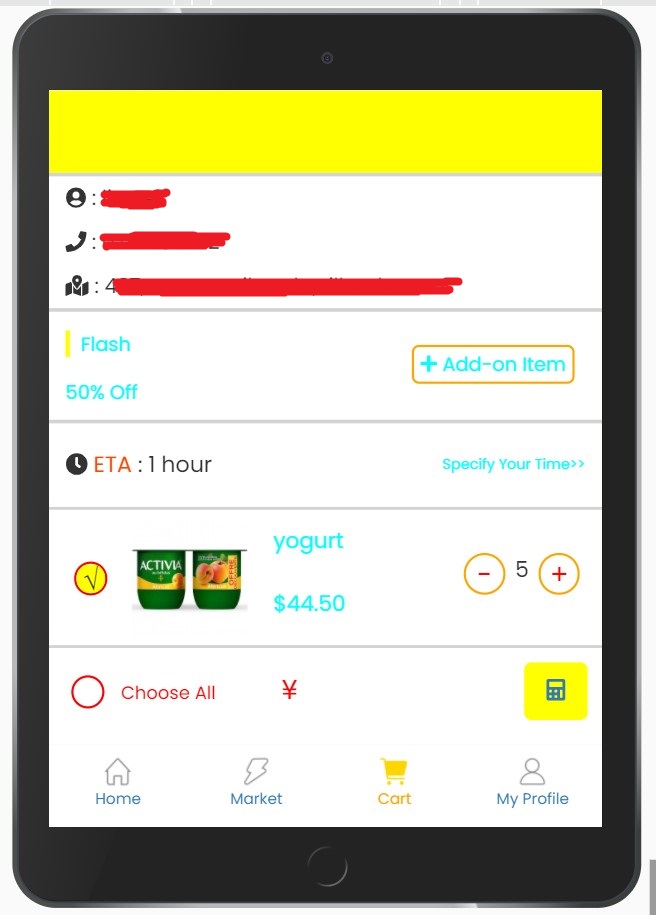 :
:
: 4
Flash
+ Add-on Item
50% Off
ETA : 1 hour
Specify Your Time>>
yogurt
ACTIVIA
OFFRE
- 5 +
$44.50
√
Choose All
¥
Home
Market
Cart
My Profile